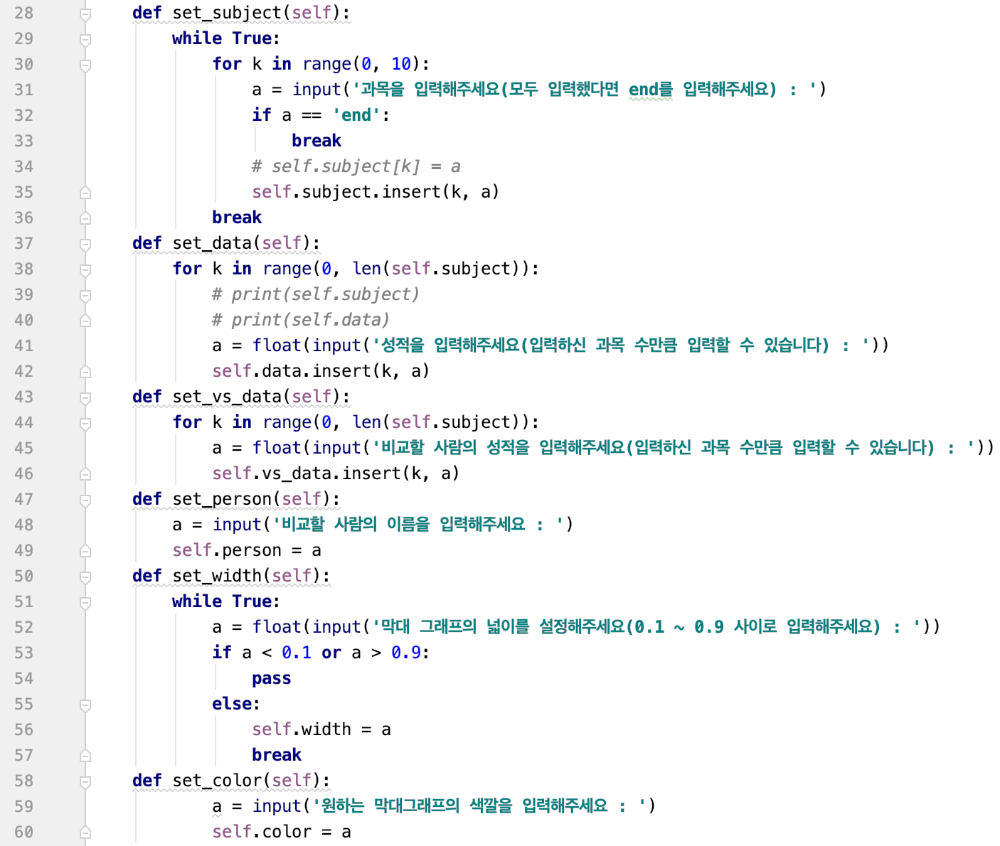 28 def set_subject(self):
29 while True:
30 for k in range(0, 10):
31 a = input('과목을 입력해주세요(모두 입력했다면 end를 입력해주세요) : ')
32 if a == 'end':
33 break
34 # self.subject[k] = a
35 self.subject.insert(k, a)
36 break
37 def set_data(self):
38 for k in range(0, len(self.subject)):
39 # print(self.subject)
40 # print(self.data)
41 a = float(input('성적을 입력해주세요(입력하신 과목 수만큼 입력할 수 있습니다) : '))
42 self.data.insert(k, a)
43 def set_vs_data(self):
44 for k in range(0, len(self.subject)):
45 a = float(input('비교할 사람의 성적을 입력해주세요(입력하신 과목 수만큼 입력할 수 있습니다) : '))
46 self.vs_data.insert(k, a)
47 def set_person(self):
48 a = input('비교할 사람의 이름을 입력해주세요 : ')
49 self.person = a
50 def set_width(self):
51 while True:
52 a = float(input('막대 그래프의 넓이를 설정해주세요(0.1 ~ 0.9 사이로 입력해주세요) : '))
53 if a < 0.1 or a > 0.9:
54 pass
55 else:
56 self.width = a
57 break
58 def set_color(self):
59 a = input('원하는 막대그래프의 색깔을 입력해주세요 : ')
60 self.color = a